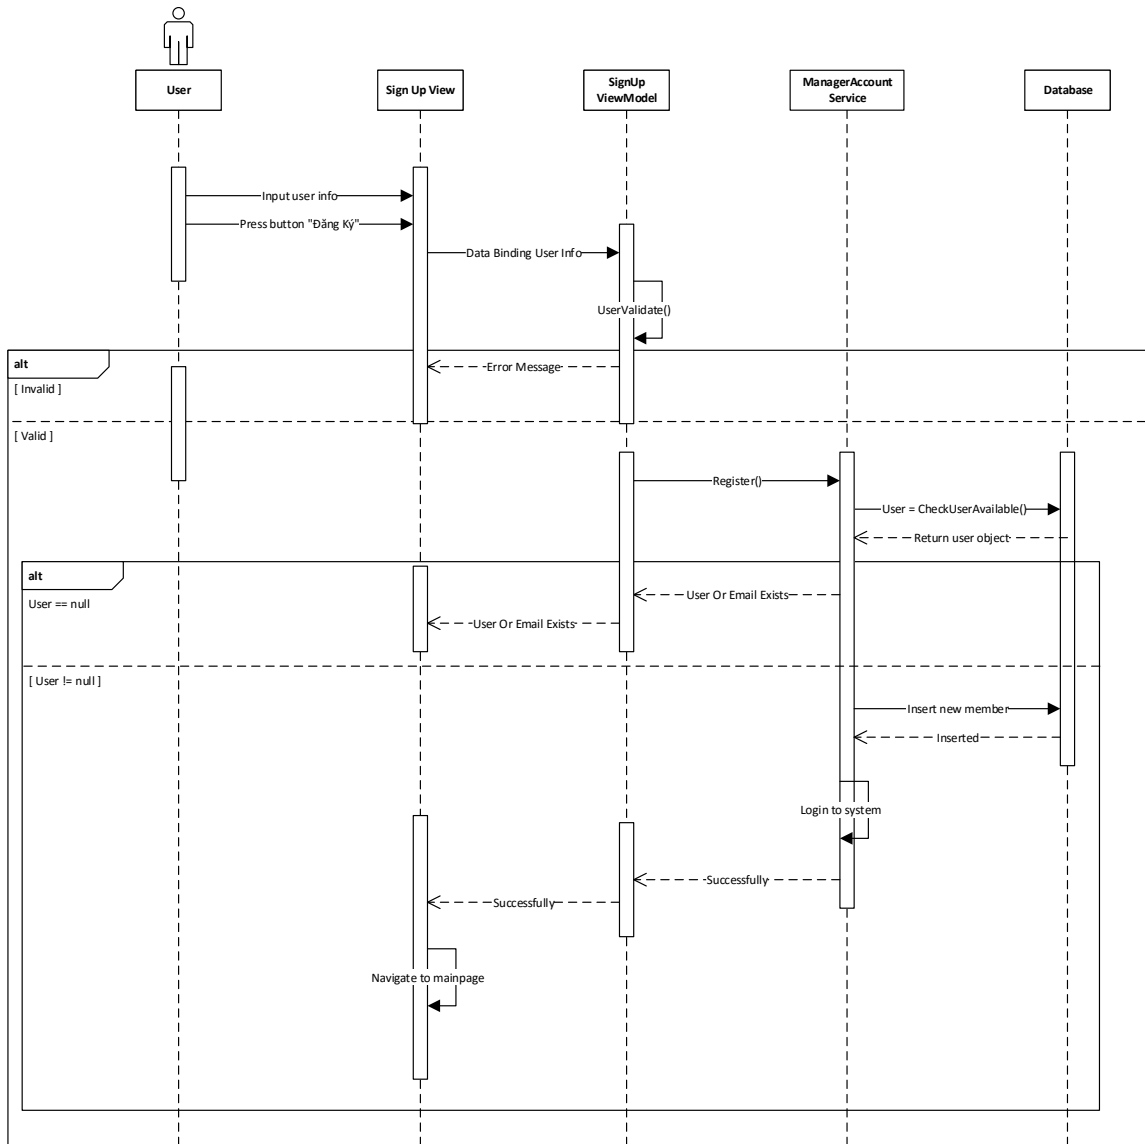 User
Sign Up View
SignUp
ViewModel
ManagerAccount
Service
Database
Input user info
Press button "Đăng Ký"
Data Binding User Info
UserValidate()
alt
Error Message
[ Invalid ]
[ Valid ]
Register()
User = CheckUserAvailable()
Return user object
alt
User Or Email Exists
User == null
User Or Email Exists
[ User != null ]
Insert new member
Inserted
Login to system
Successfully
Successfully
Navigate to mainpage